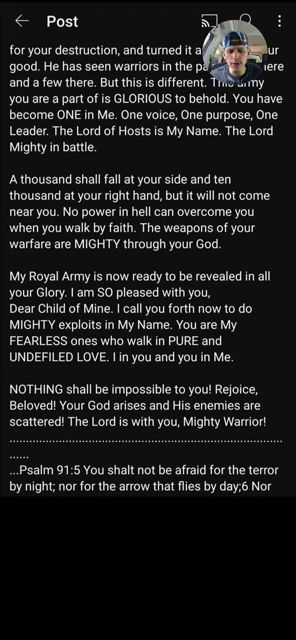 Post
for your destruction, and turned it a ur
good. He has seen warriors in the pa ere
and a few there. But this is different. This army
you are a part of is GLORIOUS to behold. You have
become ONE in Me. One voice, One purpose, One
Leader. The Lord of Hosts is My Name. The Lord
Mighty in battle.
A thousand shall fall at your side and ten
thousand at your right hand, but it will not come
near you. No power in hell can overcome you
when you walk by faith. The weapons of your
warfare are MIGHTY through your God.
My Royal Army is now ready to be revealed in all
your Glory. I am SO pleased with you,
Dear Child of Mine. I call you forth now to do
MIGHTY exploits in My Name. You are My
FEARLESS ones who walk in PURE and
UNDEFILED LOVE. I in you and you in Me.
NOTHING shall be impossible to you! Rejoice,
Beloved! Your God arises and His enemies are
scattered! The Lord is with you, Mighty Warrior!
....................................................................................
......
...Psalm 91:5 You shalt not be afraid for the terror
by night; nor for the arrow that flies by day;6 Nor